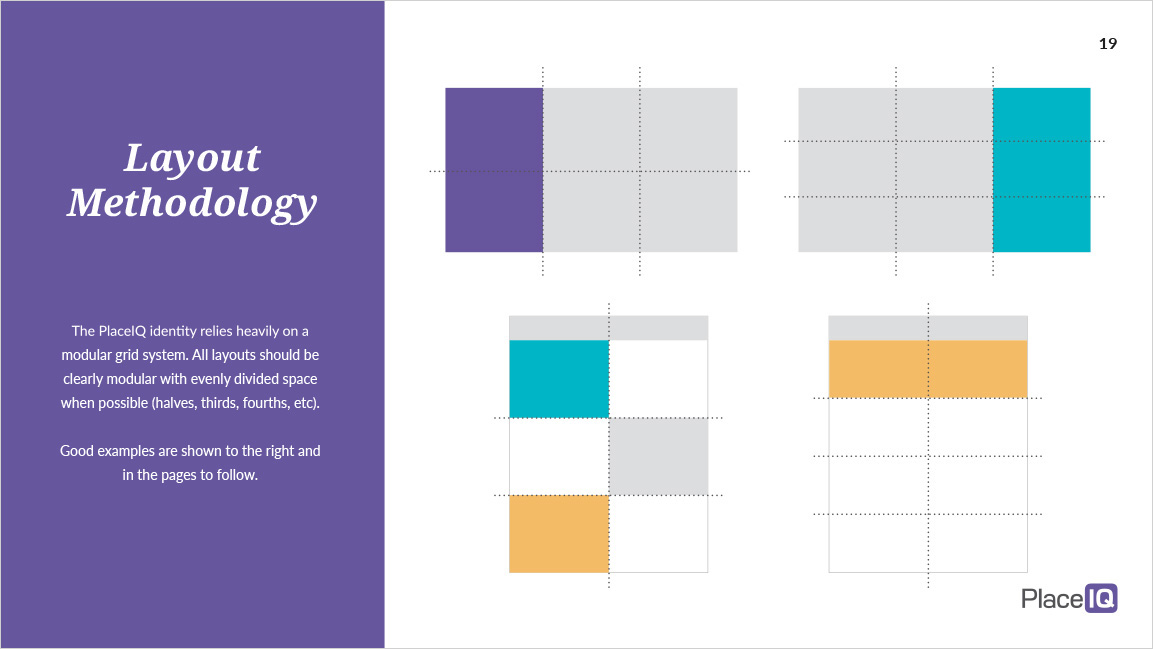 19
Layout
Methodology
The PlaceIQ identity relies heavily on a
modular grid system. All layouts should be
clearly modular with evenly divided space
when possible (halves, thirds, fourths, etc).
Good examples are shown to the right and
in the pages to follow.
PlaceIQ